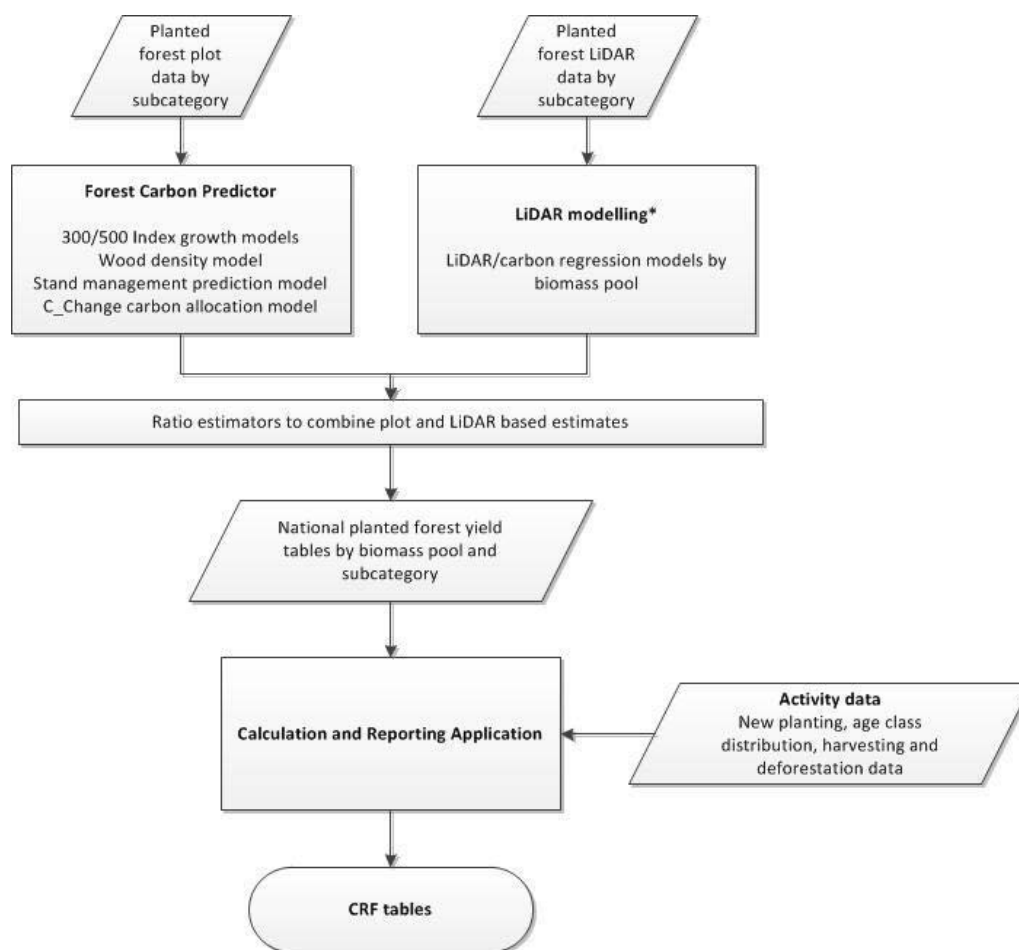 Planted
forest plot
data by
subcategory
Planted
forest LiDAR
data by
subcategory
Forest Carbon Predictor
300/500 Index growth models
Wood density model
Stand management prediction model
C_Change carbon allocation model
LiDAR modelling*
LiDAR/carbon regression models by
biomass pool
Ratio estimators to combine plot and LiDAR based estimates
National planted forest yield
tables by biomass pool and
subcategory
Calculation and Reporting Application
Activity data
New planting, age class
distribution, harvesting and
deforestation data
CRF tables